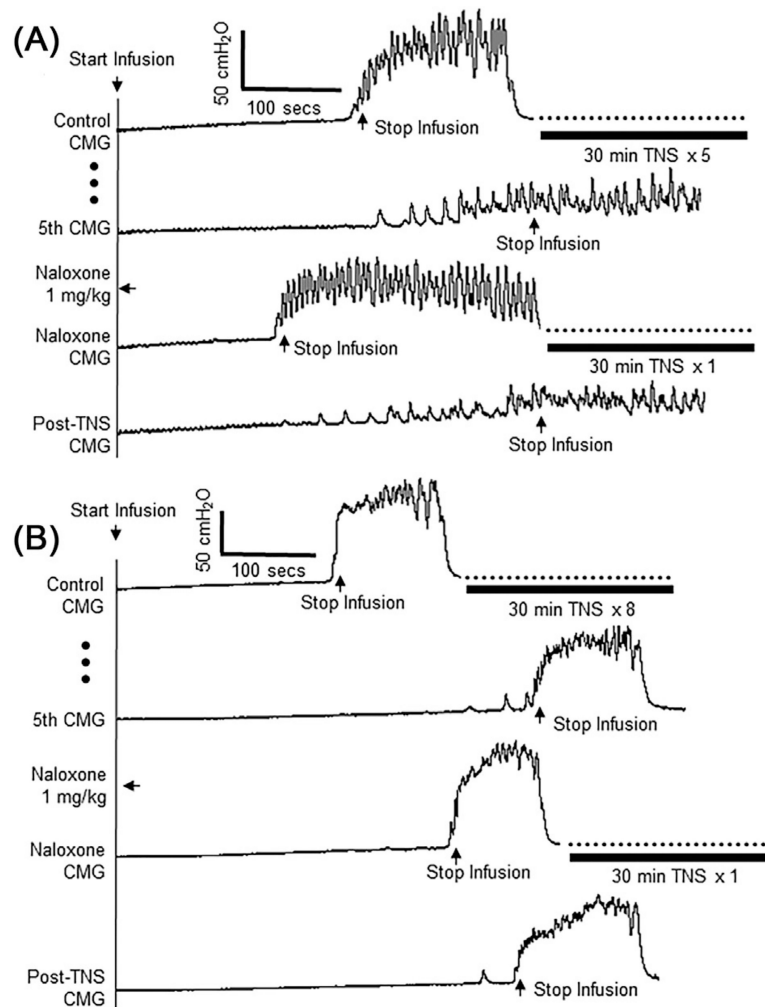 (A)
Start Infusion
50 cmH₂O
100 secs
Control
CMG
Stop Infusion
30 min TNS x 5
5th CMG
Stop Infusion
Naloxone
1 mg/kg
Naloxone
CMG
Stop Infusion
30 min TNS x 1
Post-TNS
CMG
Stop Infusion
(B)
Start Infusion
50 cmH₂O
100 secs
Control
CMG
Stop Infusion
30 min TNS x 8
5th CMG
Stop Infusion
Naloxone
1 mg/kg
Naloxone
CMG
Stop Infusion
30 min TNS x 1
Post-TNS
CMG
Stop Infusion